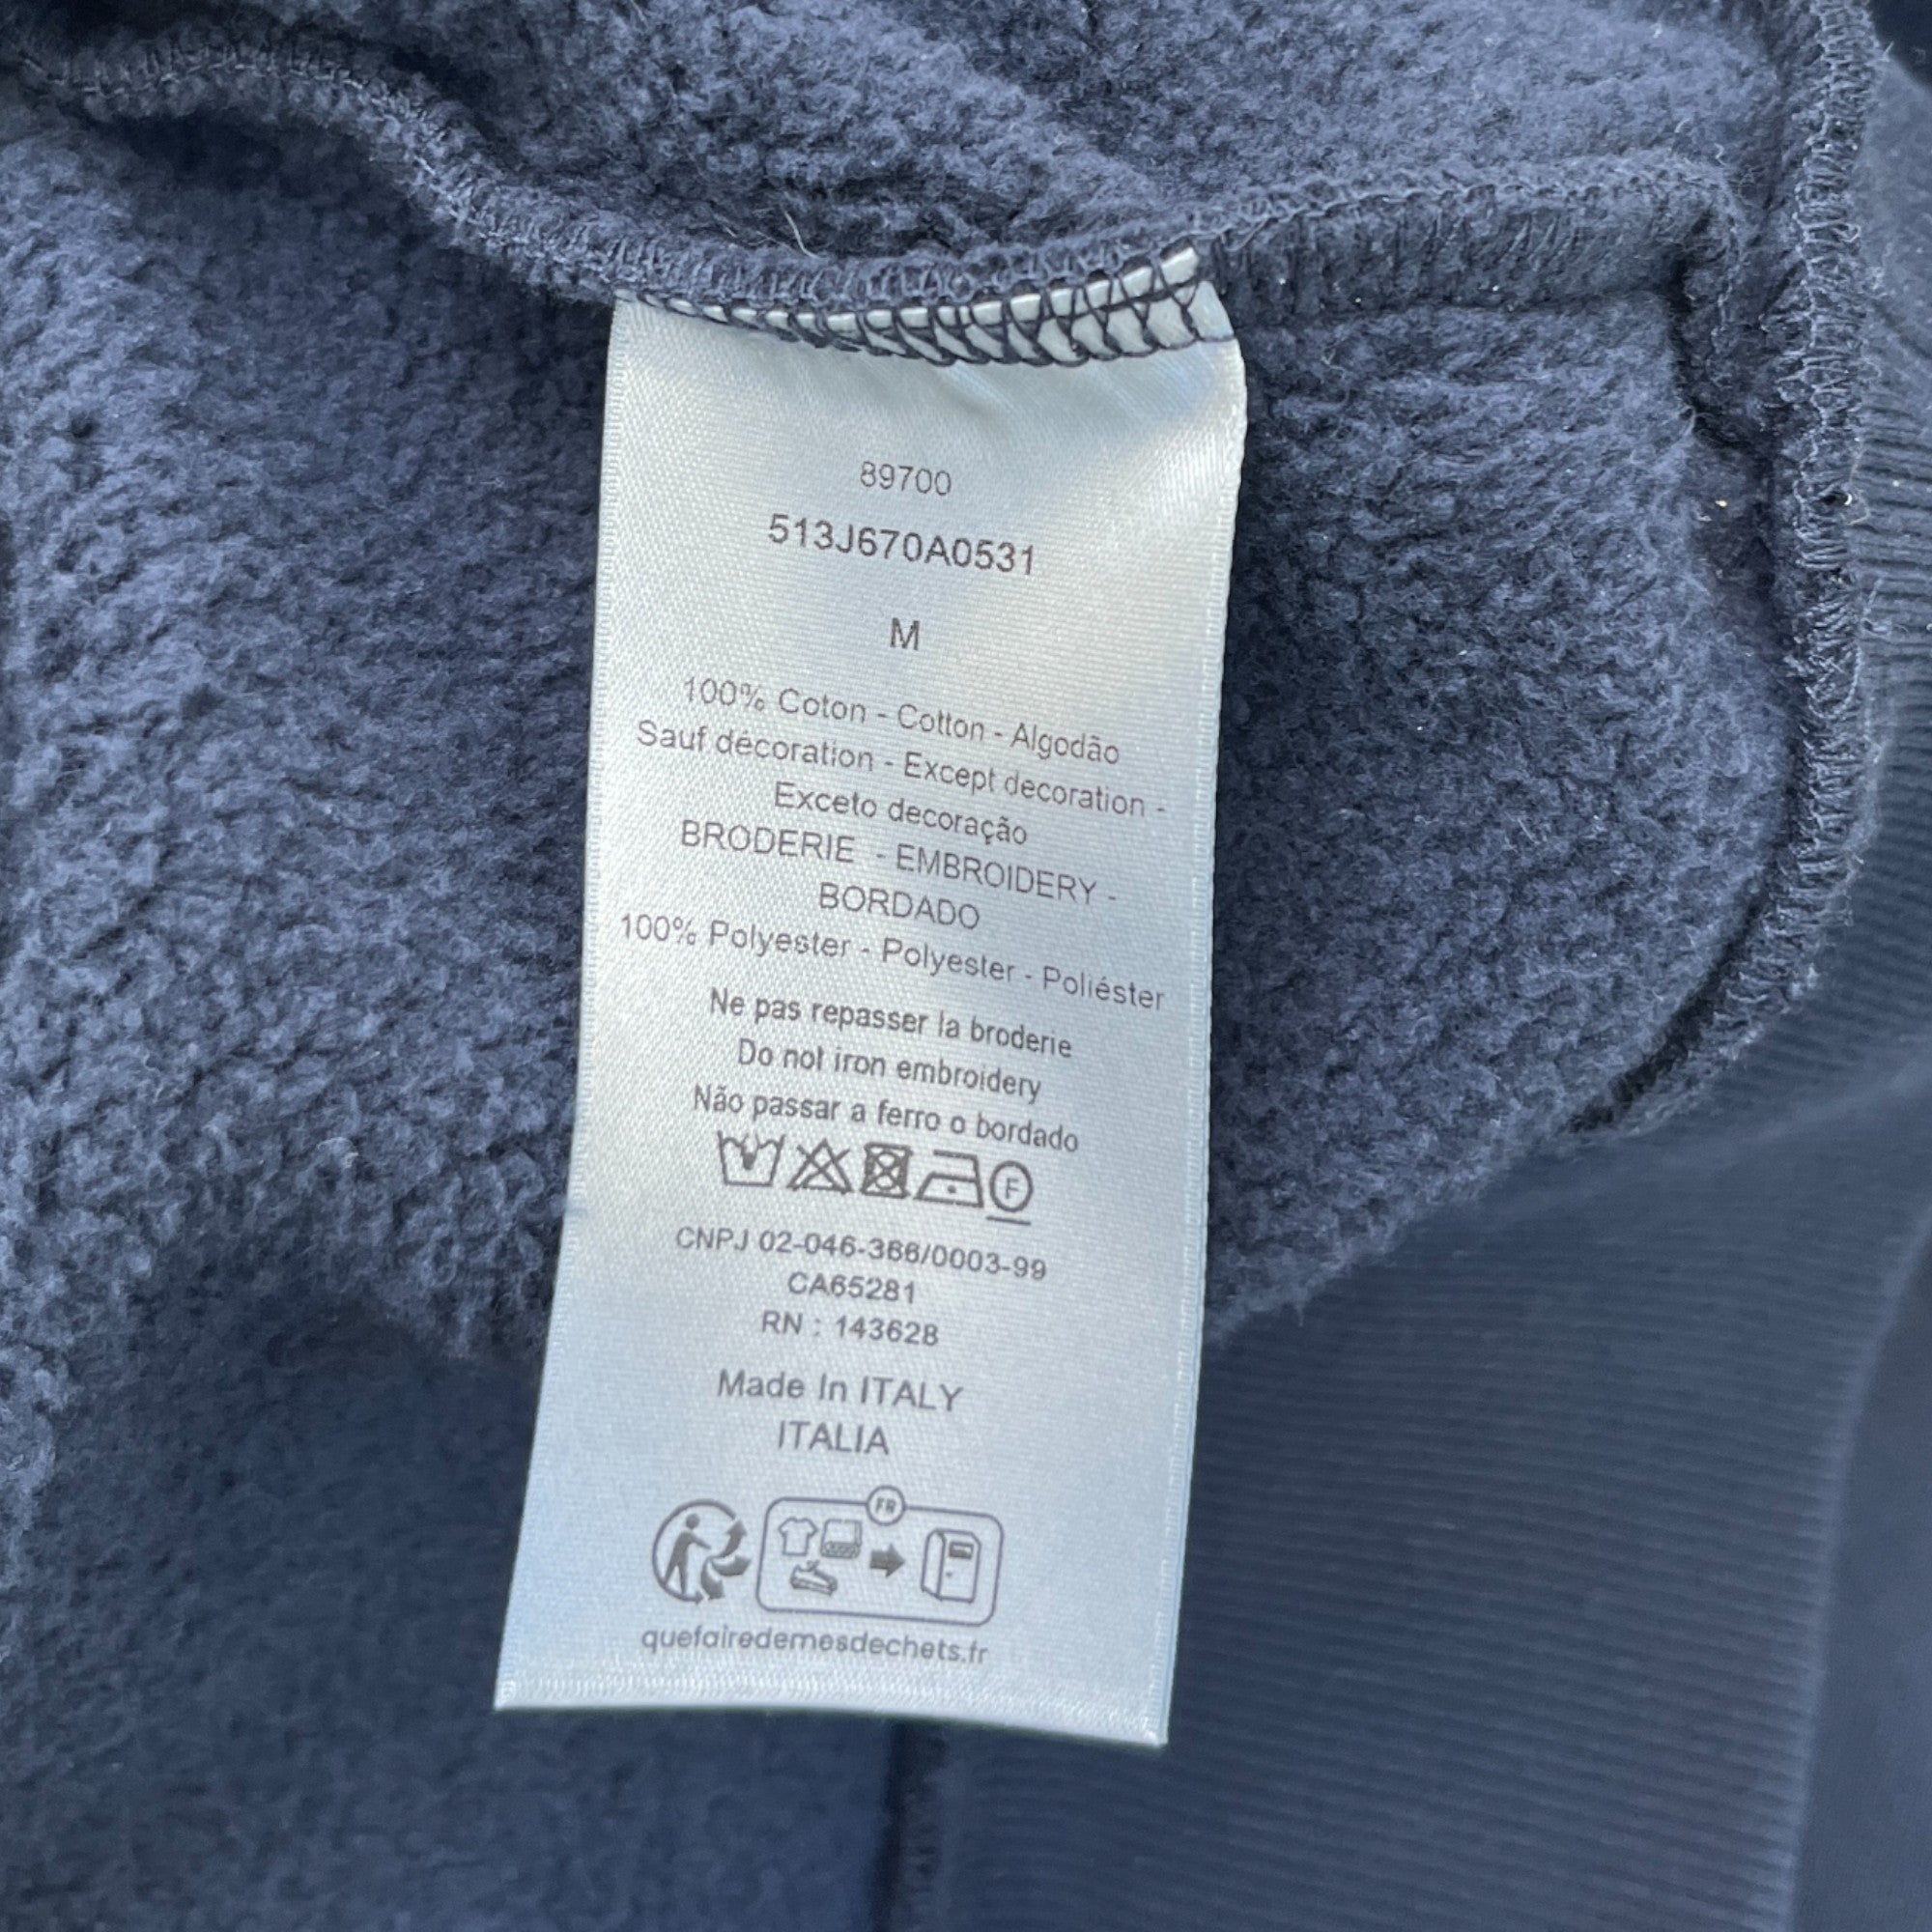 89700
513J670A0531
M
100% Coton - Cotton - Algodão
Sauf décoration - Except decoration -
Exceto decoração
BRODERIE - EMBROIDERY -
BORDADO
100% Polyester - Polyester - Poliéster
Ne pas repasser la broderie
Do not iron embroidery
Não passar a ferro o bordado
F
CNPJ 02-046-366/0003-99
CA65281
RN : 143628
Made In ITALY
ITALIA
FR
quefairedemesdechets.fr